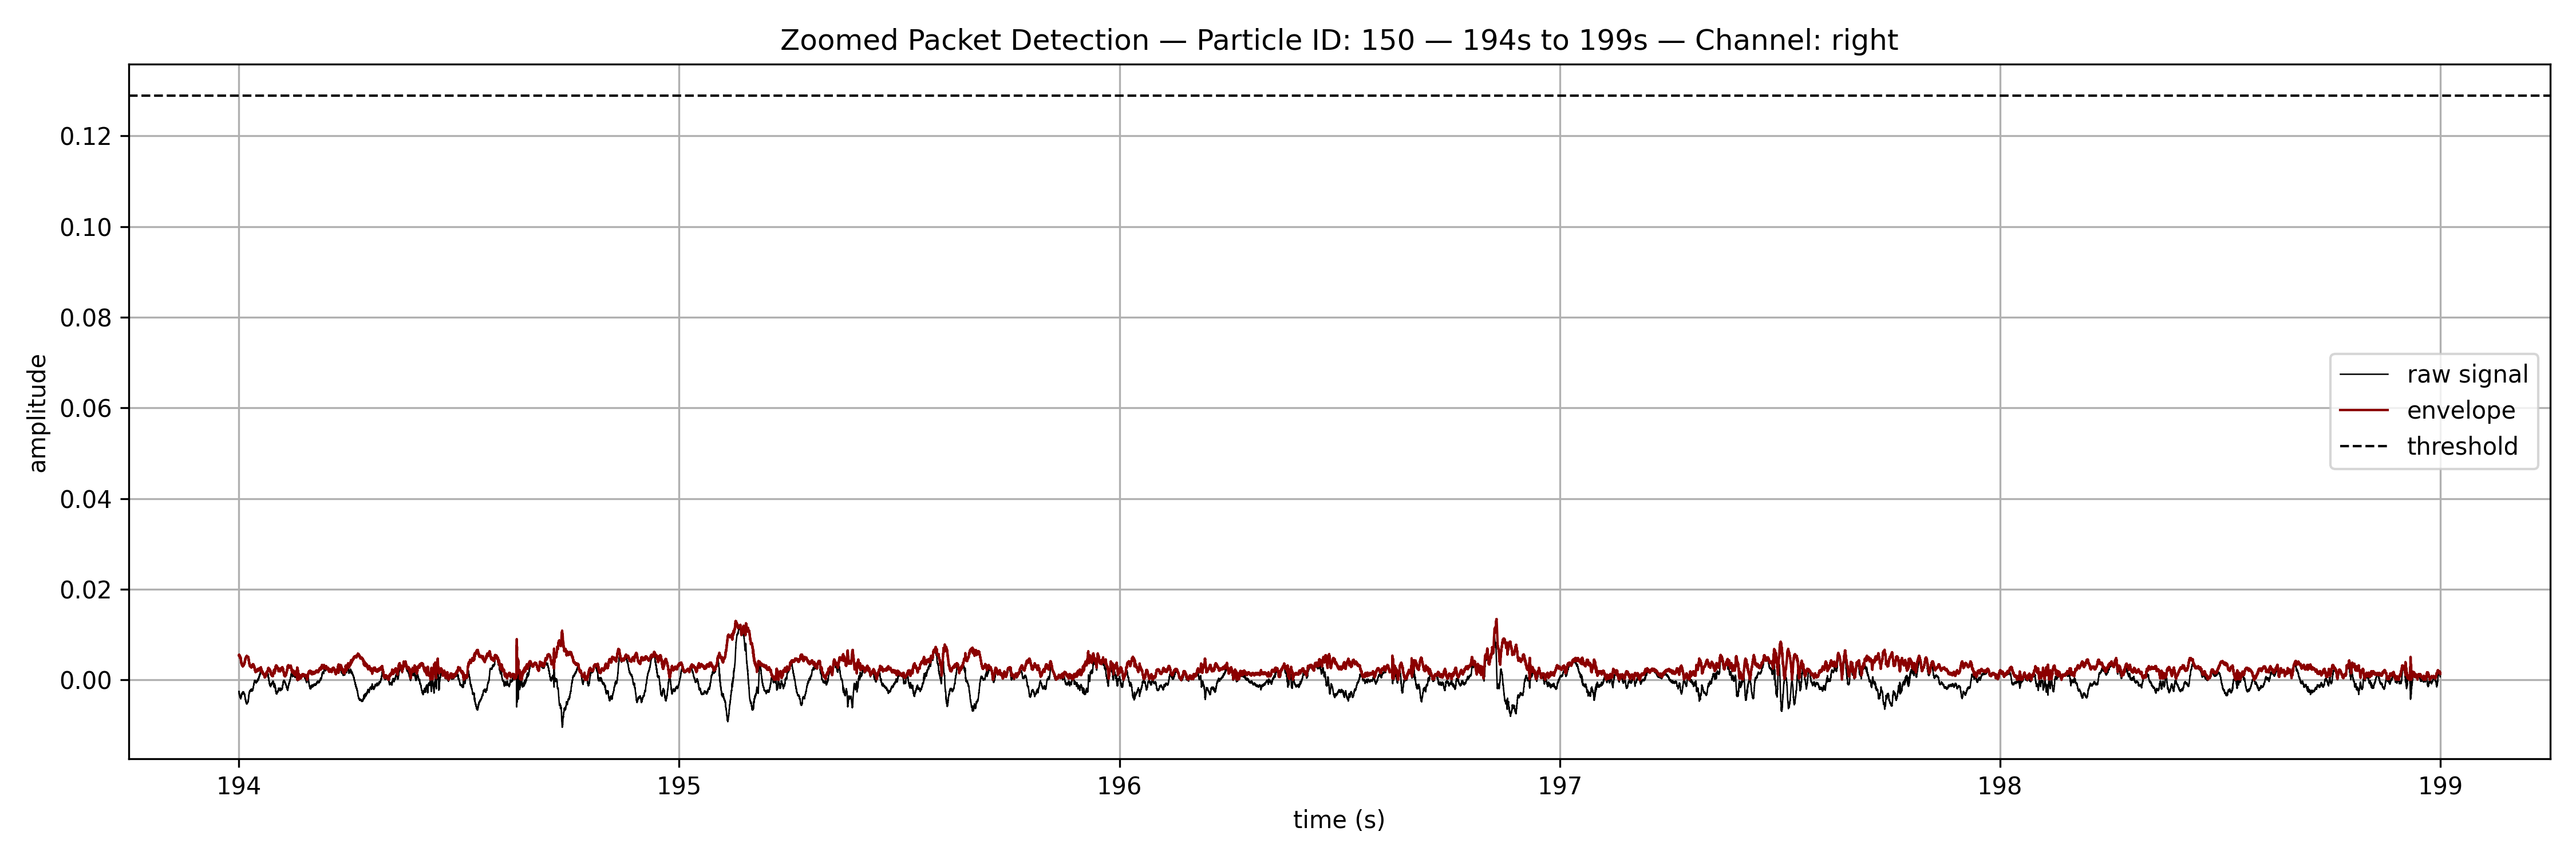 Zoomed Packet Detection — Particle ID: 150 — 194s to 199s — Channel: right
amplitude
0.12
0.10
0.08
0.06
0.04
0.02
0.00
raw signal
envelope
threshold
194 195 196 197 198 199
time (s)